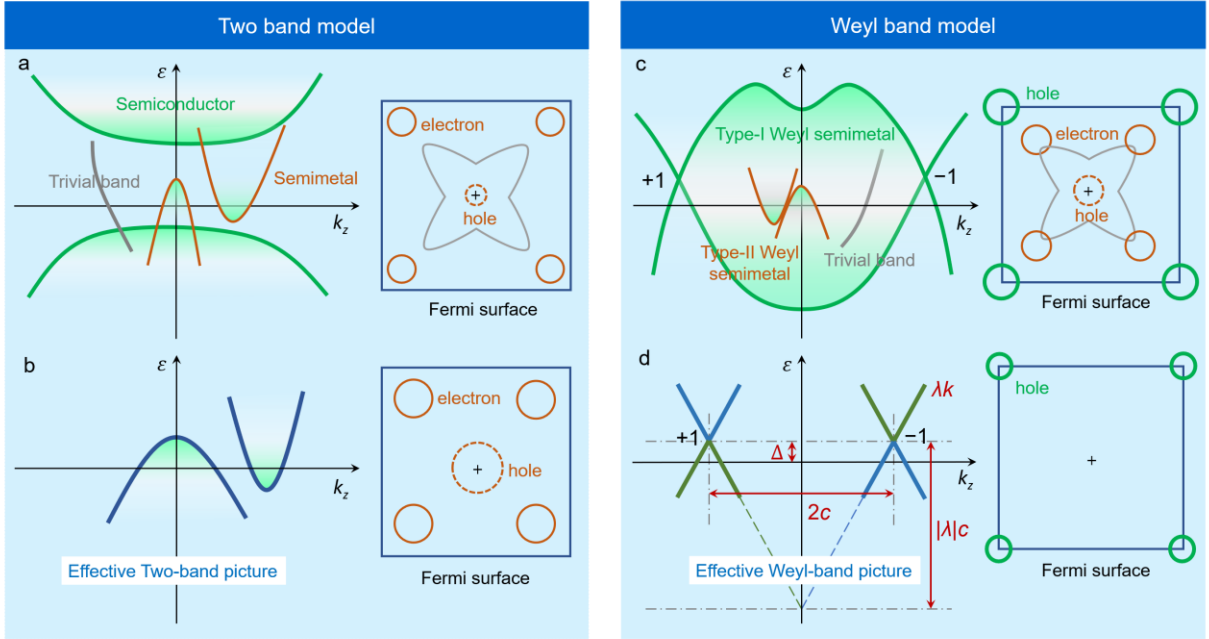 Two band model
a
ε
Semiconductor
Trivial band
Semimetal
k_z
electron
+
hole
Fermi surface
b
ε
k_z
Effective Two-band picture
electron
+
hole
Fermi surface
Weyl band model
c
ε
Type-I Weyl semimetal
+1
−1
k_z
Type-II Weyl
semimetal
Trivial band
hole
electron
+
hole
Fermi surface
d
ε
λk
+1
−1
Δ
k_z
2c
|λ|c
Effective Weyl-band picture
hole
+
Fermi surface